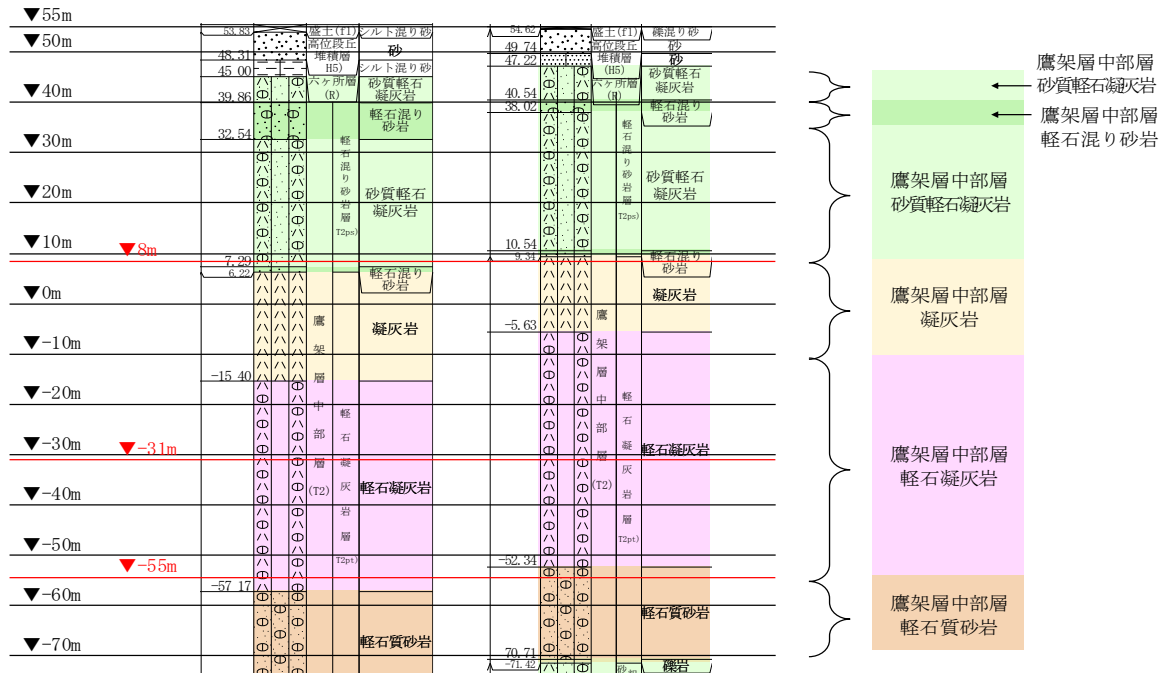 ▼55m
▼50m
▼40m
▼30m
▼20m
▼10m
▼8m
▼0m
▼-10m
▼-20m
▼-30m
▼-31m
▼-40m
▼-50m
▼-55m
▼-60m
▼-70m
53.83
48.31
45.00
39.86
32.54
7.29
6.22
-15.40
-57.17
盛土(fl)
高位段丘
堆積層
H5)
六ヶ所層
(R)
軽石混り砂岩層
T2ps)
鷹架層中部層
(T2)
軽石凝灰岩層
T2pt)
シルト混り砂
砂
シルト混り砂
砂質軽石
凝灰岩
軽石混り
砂岩
砂質軽石
凝灰岩
軽石混り
砂岩
凝灰岩
軽石凝灰岩
軽石質砂岩
54.62
49.74
47.22
40.54
38.02
10.54
9.34
-5.63
-52.34
70.71
-71.42
盛土(fl)
高位段丘
堆積層
(H5)
六ヶ所層
(R)
軽石混り砂岩層
T2ps)
鷹架層中部層
(T2)
軽石凝灰岩層
T2pt)
礫混り砂
砂
砂
砂質軽石
凝灰岩
軽石混り
砂岩
砂質軽石
凝灰岩
軽石混り
砂岩
凝灰岩
軽石凝灰岩
軽石質砂岩
礫岩
鷹架層中部層
砂質軽石凝灰岩
鷹架層中部層
軽石混り砂岩
鷹架層中部層
砂質軽石凝灰岩
鷹架層中部層
凝灰岩
鷹架層中部層
軽石凝灰岩
鷹架層中部層
軽石質砂岩